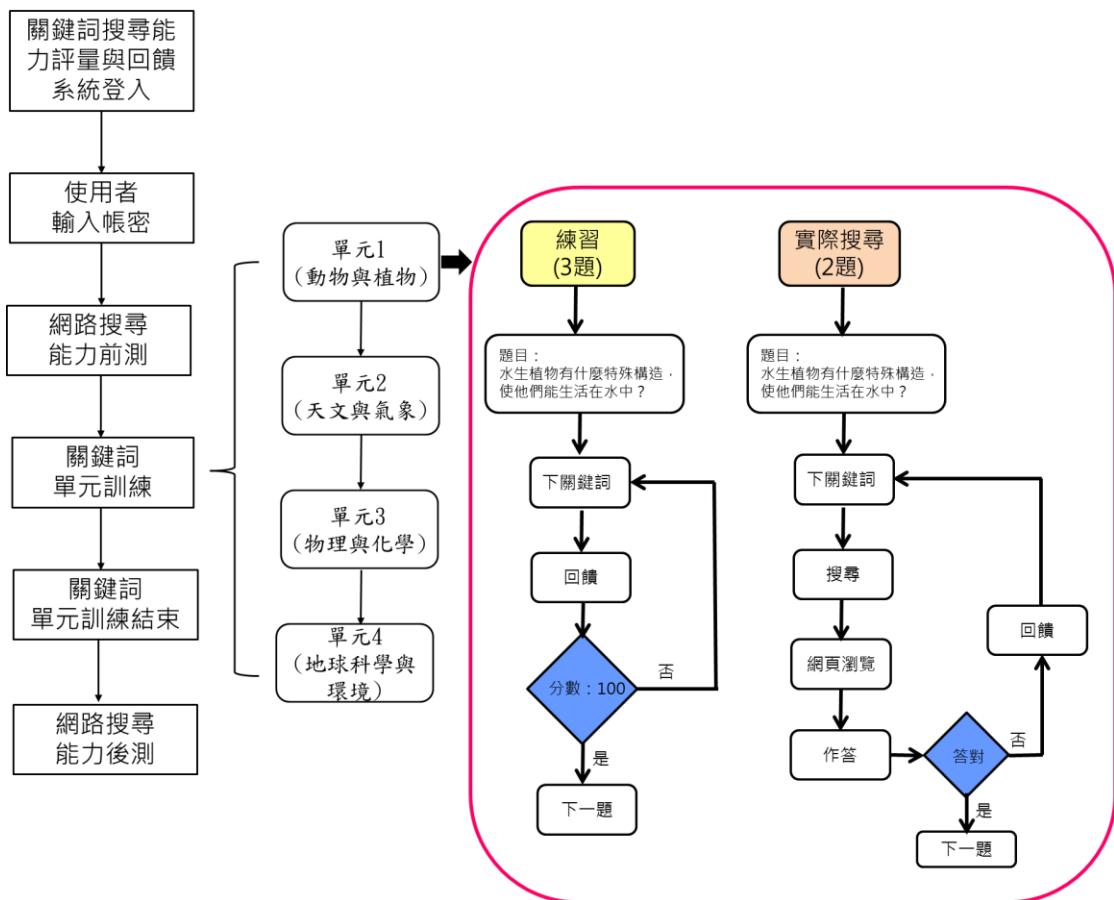 關鍵詞搜尋能
力評量與回饋
系統登入
使用者
輸入帳密
網路搜尋
能力前測
關鍵詞
單元訓練
關鍵詞
單元訓練結束
網路搜尋
能力後測
單元1
(動物與植物)
單元2
(天文與氣象)
單元3
(物理與化學)
單元4
(地球科學與
環境)
練習
(3題)
題目：
水生植物有什麼特殊構造，
使他們能生活在水中？
下關鍵詞
回饋
分數：100
否
是
下一題
實際搜尋
(2題)
題目：
水生植物有什麼特殊構造，
使他們能生活在水中？
下關鍵詞
搜尋
網頁瀏覽
作答
答對
否
回饋
是
下一題